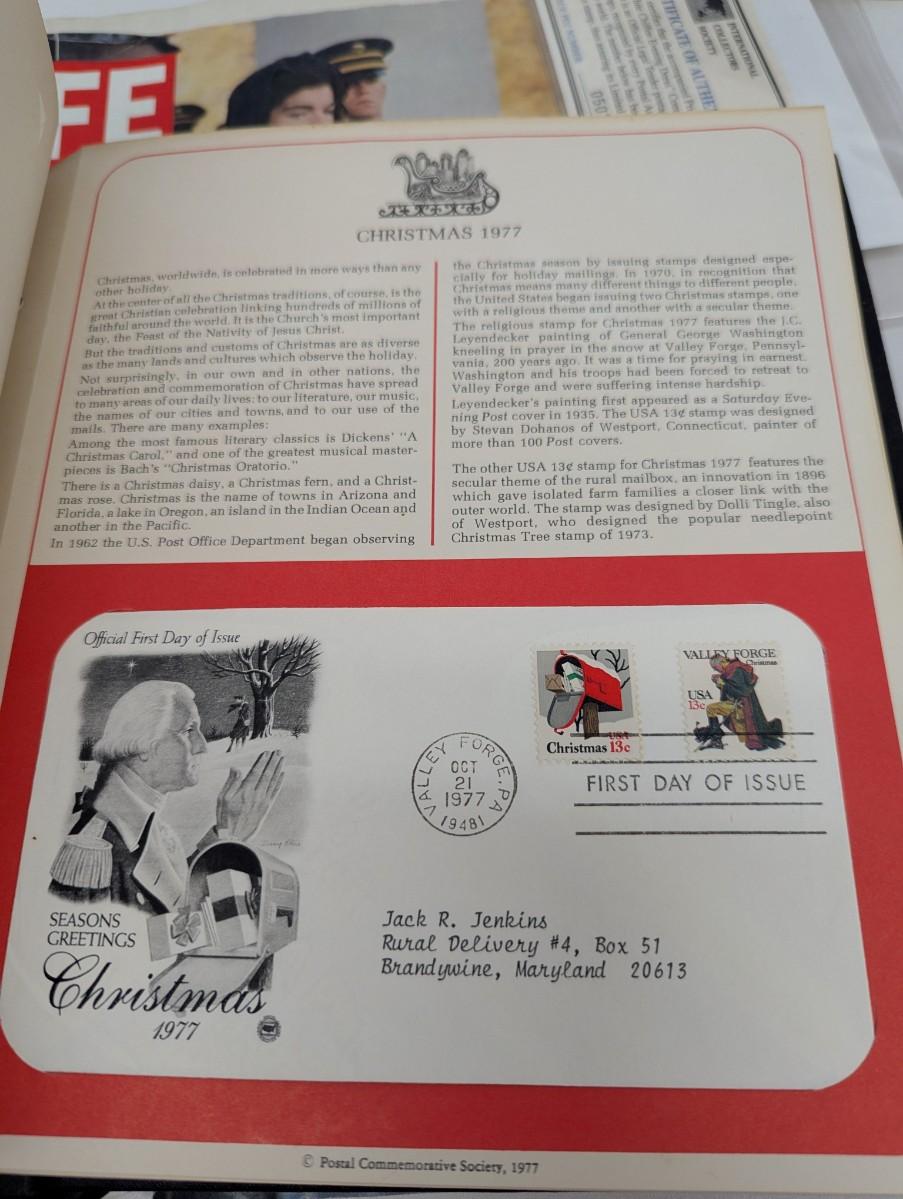 FE
INTERNATIONAL
COLLECTORS
SOCIETY
CHRISTMAS 1977
Christmas, worldwide, is celebrated in more ways than any
other holiday.
At the center of all the Christmas traditions, of course, is the
great Christian celebration linking hundreds of millions of
faithful around the world. It is the Church's most important
day, the Feast of the Nativity of Jesus Christ.
But the traditions and customs of Christmas are as diverse
as the many lands and cultures which observe the holiday.
Not surprisingly, in our own and in other nations, the
celebration and commemoration of Christmas have spread
to many areas of our daily lives: to our literature, our music,
the names of our cities and towns, and to our use of the
mails. There are many examples:
Among the most famous literary classics is Dickens' "A
Christmas Carol," and one of the greatest musical master-
pieces is Bach's "Christmas Oratorio."
There is a Christmas daisy, a Christmas fern, and a Christ-
mas rose. Christmas is the name of towns in Arizona and
Florida, a lake in Oregon, an island in the Indian Ocean and
another in the Pacific.
In 1962 the U.S. Post Office Department began observing
the Christmas season by issuing stamps designed espe-
cially for holiday mailings. In 1970, in recognition that
Christmas means many different things to different people,
the United States began issuing two Christmas stamps, one
with a religious theme and another with a secular theme.
The religious stamp for Christmas 1977 features the J.C.
Leyendecker painting of General George Washington
kneeling in prayer in the snow at Valley Forge, Pennsyl-
vania, 200 years ago. It was a time for praying in earnest.
Washington and his troops had been forced to retreat to
Valley Forge and were suffering intense hardship.
Leyendecker's painting first appeared as a Saturday Eve-
ning Post cover in 1935. The USA 13¢ stamp was designed
by Stevan Dohanos of Westport, Connecticut, painter of
more than 100 Post covers.
The other USA 13¢ stamp for Christmas 1977 features the
secular theme of the rural mailbox, an innovation in 1896
which gave isolated farm families a closer link with the
outer world. The stamp was designed by Dolli Tingle, also
of Westport, who designed the popular needlepoint
Christmas Tree stamp of 1973.
Official First Day of Issue
SEASONS
GREETINGS
Christmas
1977
VALLEY FORGE, PA
OCT
21
1977
19481
USA
Christmas 13c
VALLEY FORGE
Christmas
USA
13c
FIRST DAY OF ISSUE
Jack R. Jenkins
Rural Delivery #4, Box 51
Brandywine, Maryland 20613
© Postal Commemorative Society, 1977